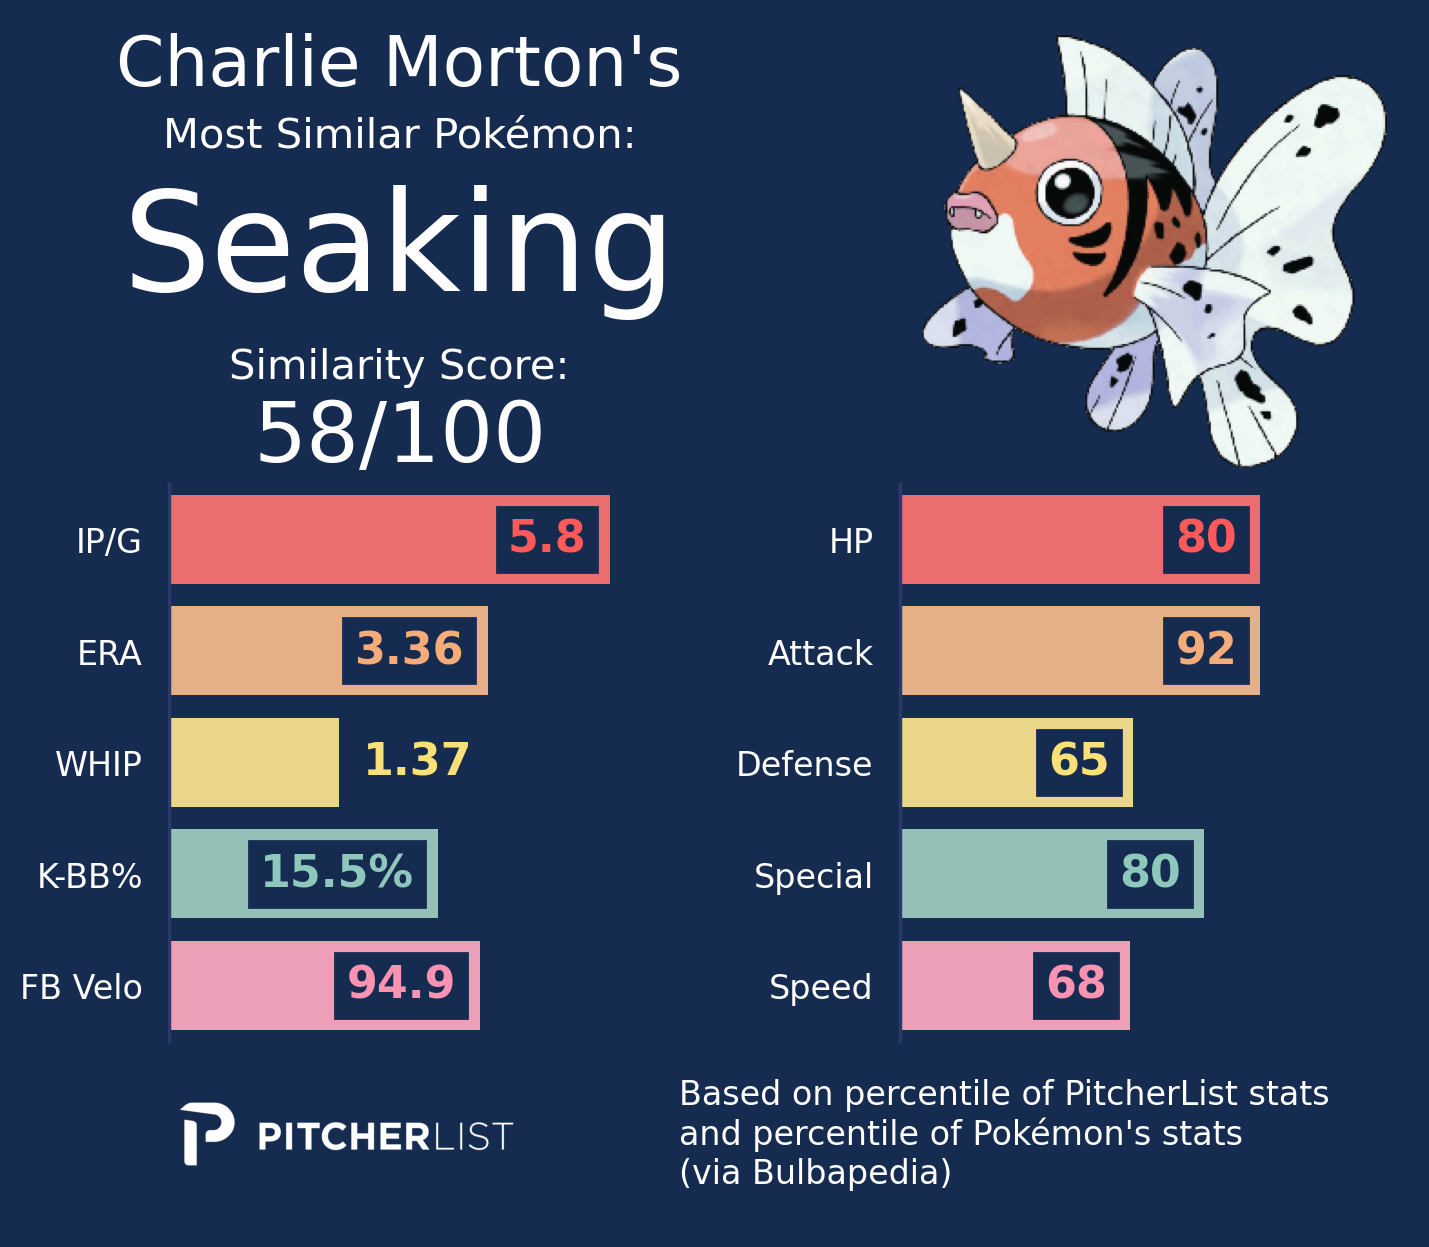 Charlie Morton's
Most Similar Pokémon:
Seaking
Similarity Score:
58/100
IP/G 5.8
ERA 3.36
WHIP 1.37
K-BB% 15.5%
FB Velo 94.9
HP 80
Attack 92
Defense 65
Special 80
Speed 68
PITCHERLIST
Based on percentile of PitcherList stats
and percentile of Pokémon's stats
(via Bulbapedia)